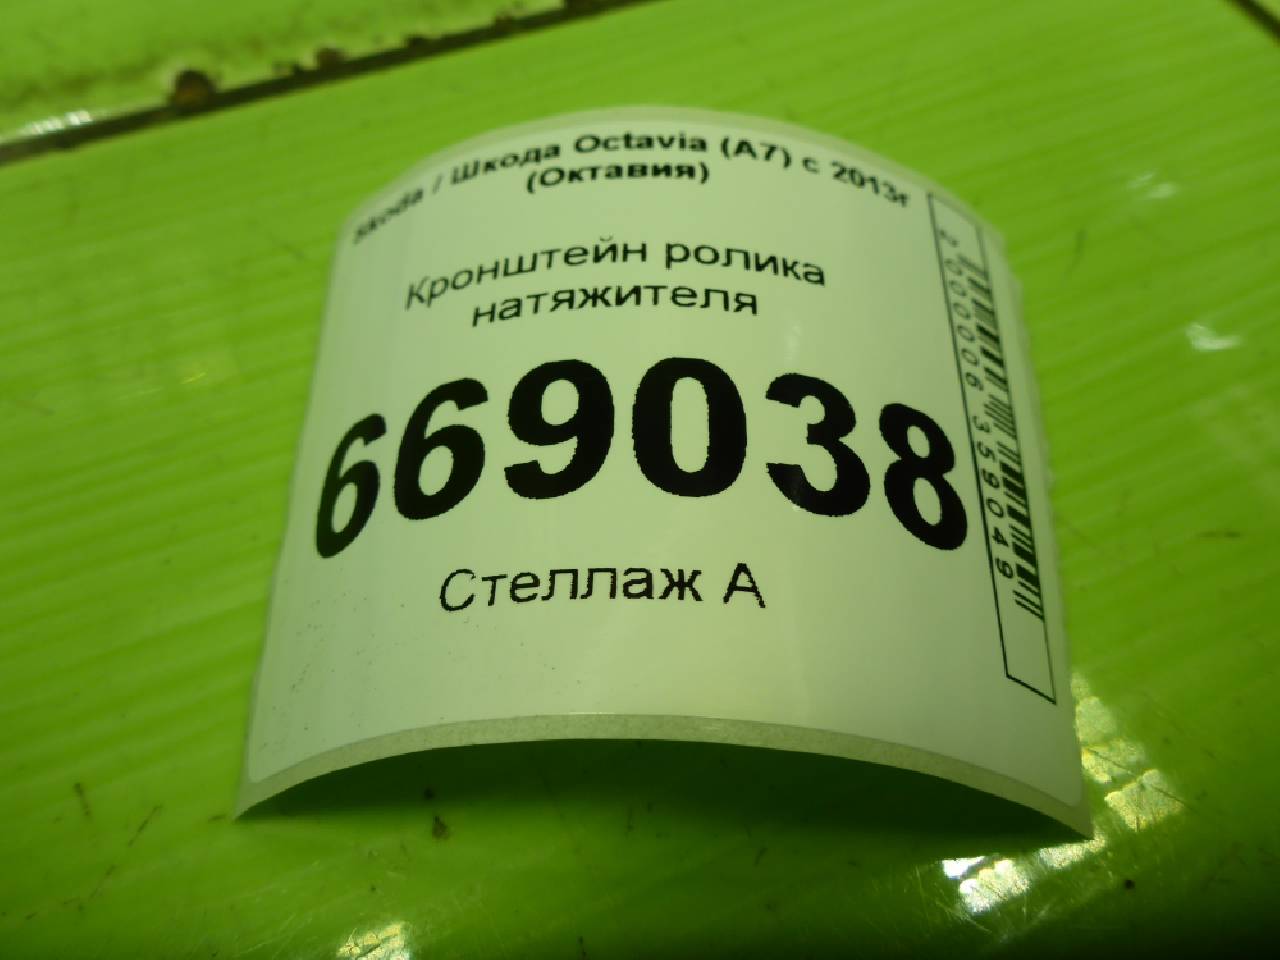 Skoda / Шкода Octavia (A7) с 2013г
(Октавия)
Кронштейн ролика
натяжителя
669038
Стеллаж А
2000006359049